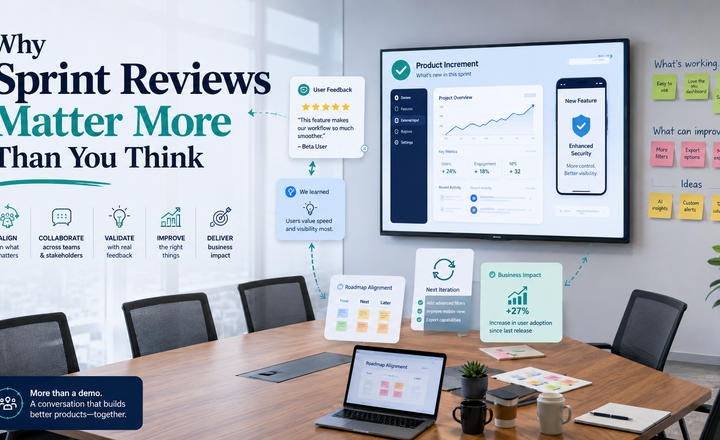 Why
Sprint Reviews
Matter More
Than You Think
ALIGN
on what
matters
COLLABORATE
across teams
& stakeholders
VALIDATE
with real
feedback
IMPROVE
the right
things
DELIVER
business
impact
More than a demo.
A conversation that builds
better products—together.
User Feedback
"This feature makes
our workflow so much
smoother."
– Beta User
We learned
Users value speed
and visibility most.
Product Increment
What's new in this sprint
Features
Settings
Project Overview
Key Metrics
Users
+ 24%
Engagement
+ 18%
NPS
+ 32
Recent Activity
New Feature
Enhanced
Security
More control.
Better visibility.
What's working
Easy to
use
Love the
new
dashboard
What can improve
More
filters
Export
options
Ideas
AI
insights
Custom
alerts
Roadmap Alignment
Now
Next
Later
Next Iteration
Add advanced filters
Improve mobile view
Export capabilities
Business Impact
+27%
Increase in user adoption
since last release
Roadmap Alignment